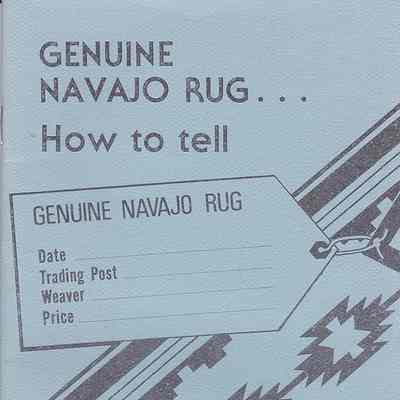 GENUINE
NAVAJO RUG...
How to tell
GENUINE NAVAJO RUG
Date
Trading Post
Weaver
Price